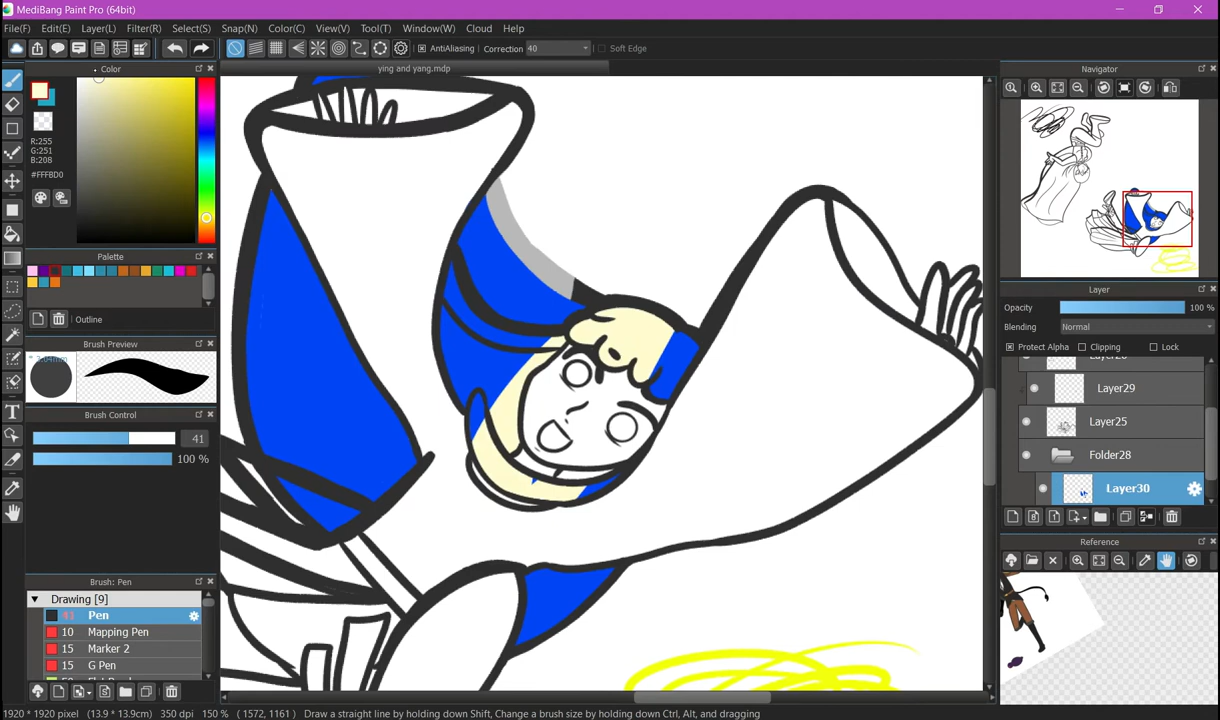 MediBang Paint Pro (64bit)
File(F) Edit(E) Layer(L) Filter(R) Select(S) Snap(N) Color(C) View(V) Tool(T) Window(W) Cloud Help
AntiAliasing Correction 40 Soft Edge
Color
ying and yang.mdp
Navigator
R:255
G:251
B:208
#FFFBD0
Palette
Outline
Brush Preview
Brush Control
41
100 %
Brush: Pen
Drawing [9]
41 Pen
10 Mapping Pen
15 Marker 2
15 G Pen
Layer
Opacity 100 %
Blending Normal
Protect Alpha Clipping Lock
Layer29
Layer25
Folder28
Layer30
Reference
1920 * 1920 pixel (13.9 * 13.9cm) 350 dpi 150 % ( 1572, 1161 ) Draw a straight line by holding down Shift, Change a brush size by holding down Ctrl, Alt, and dragging